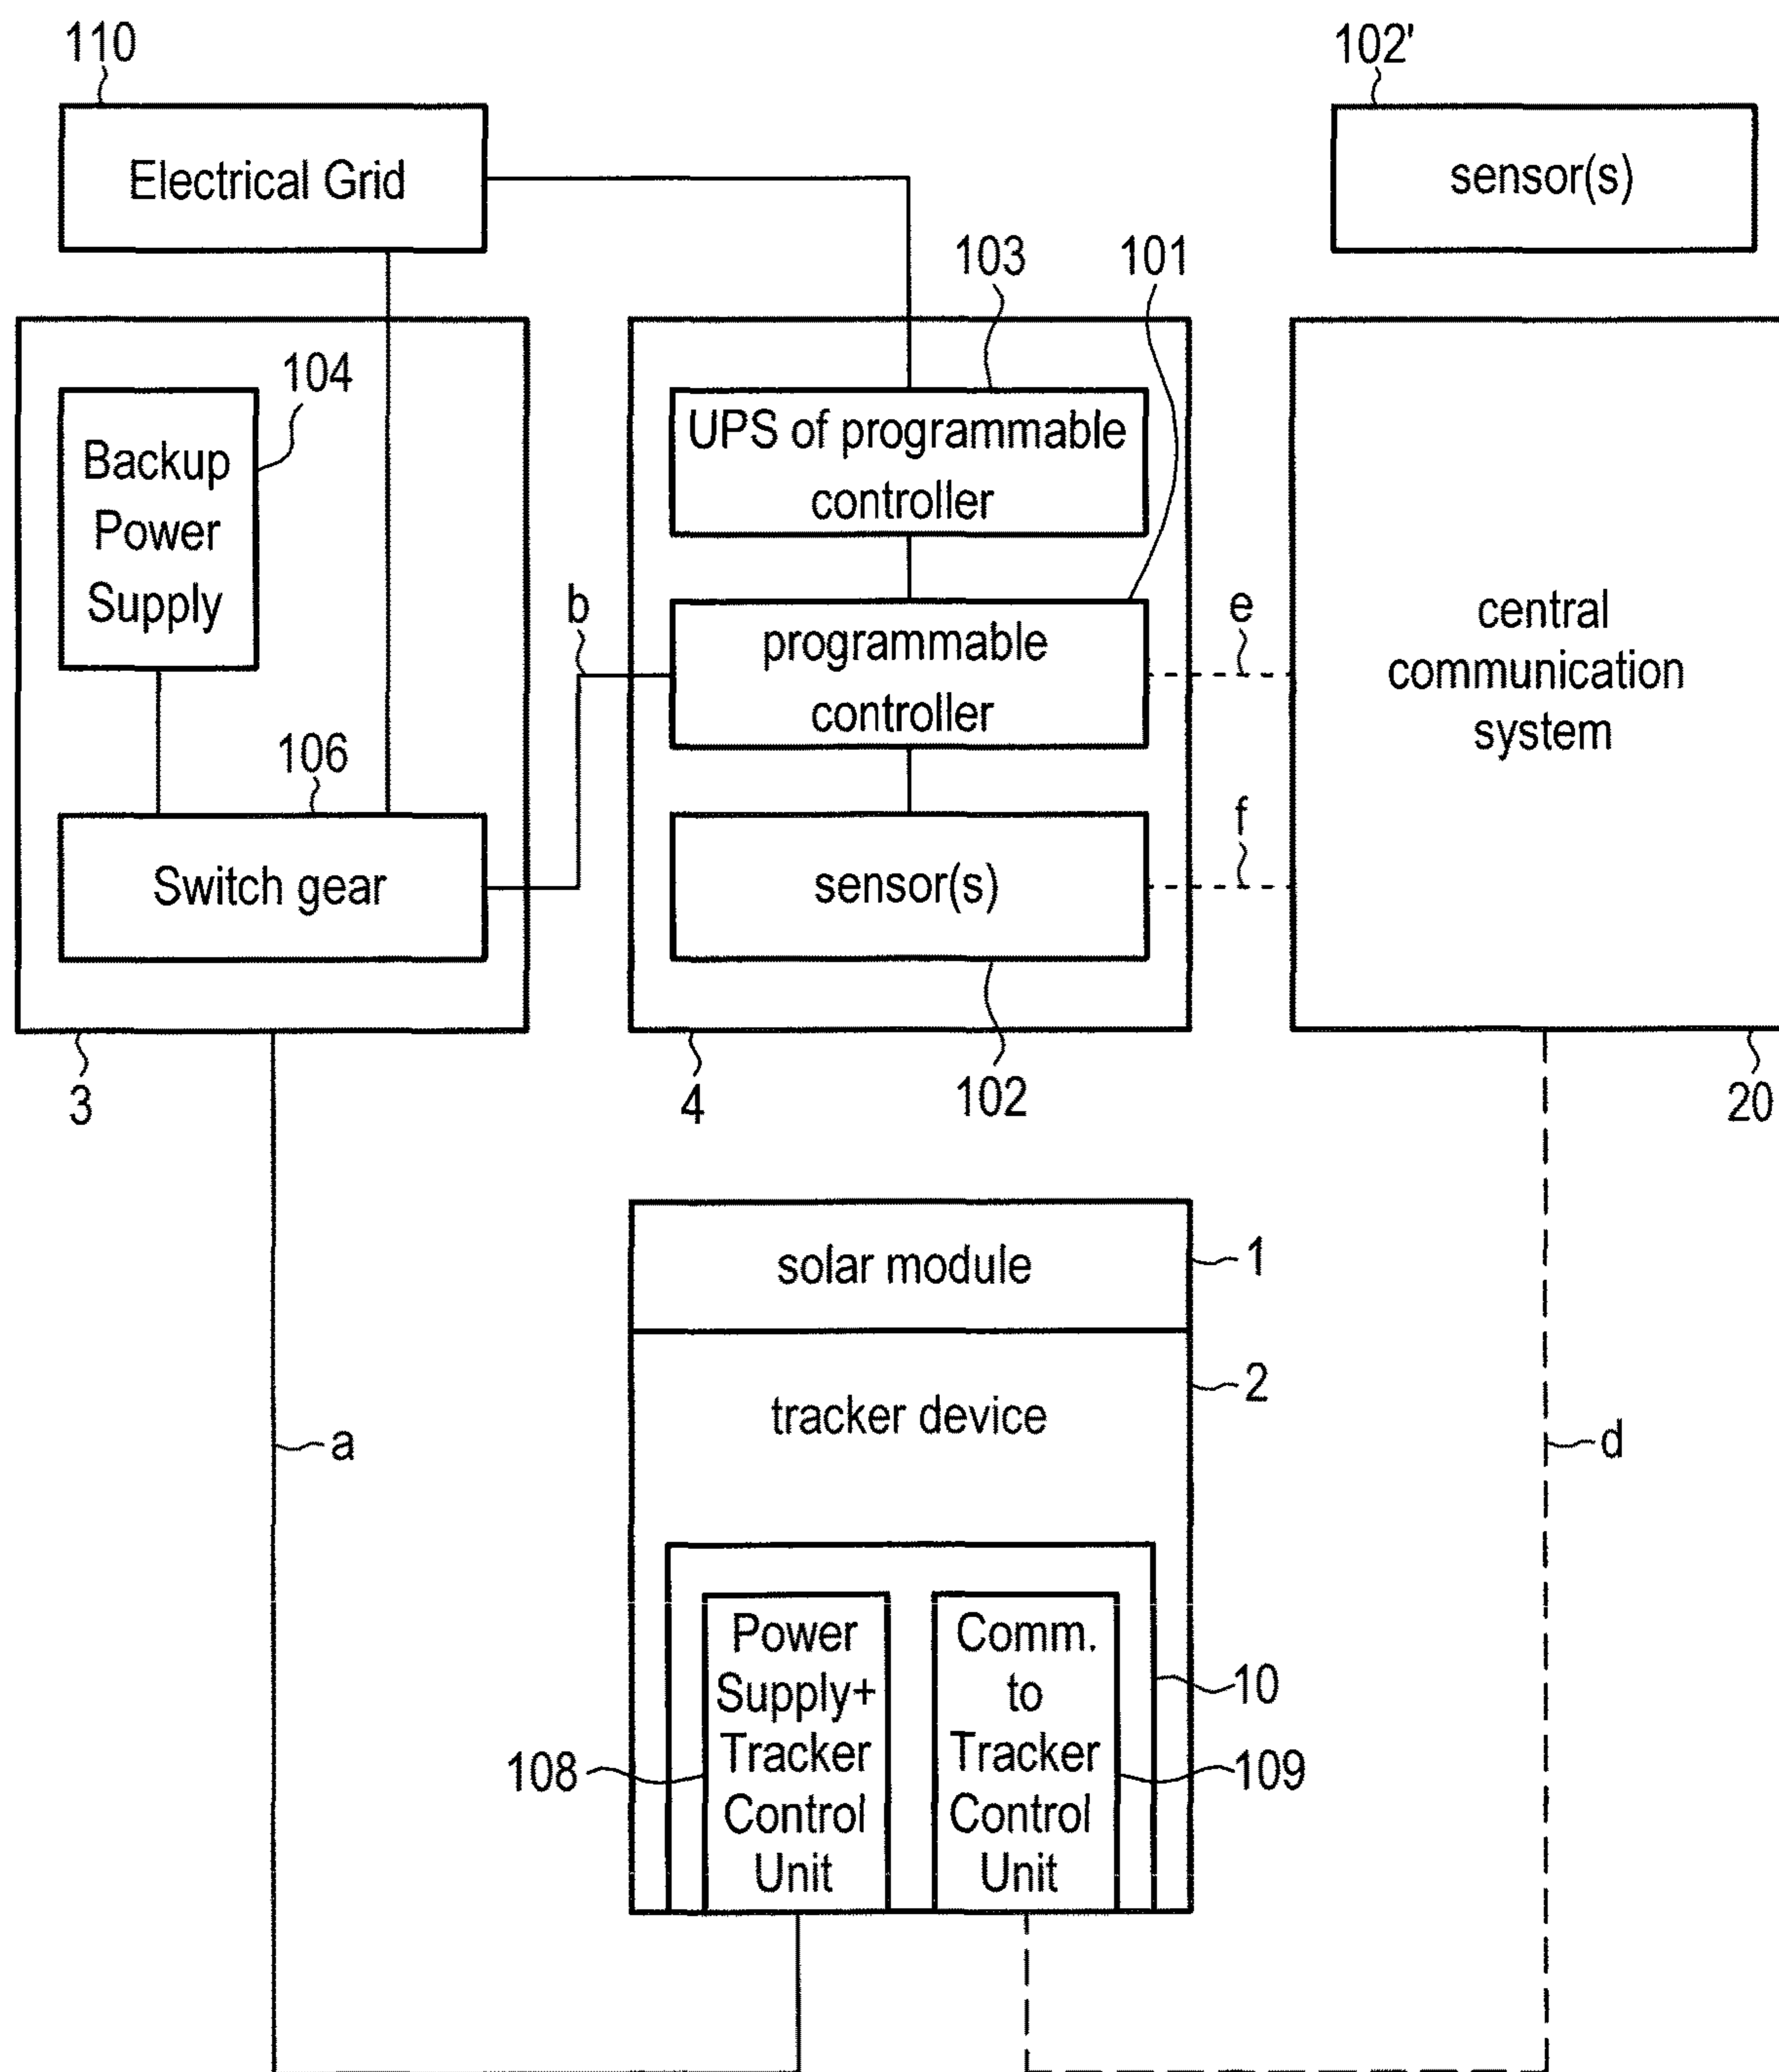 110
102'
Electrical Grid
sensor(s)
103
101
104
Backup
Power
Supply
UPS of programmable
controller
b
programmable
controller
e
central
communication
system
106
Switch gear
sensor(s)
f
3
4
102
20
solar module
1
tracker device
2
a
d
Power
Supply+
Tracker
Control
Unit
Comm.
to
Tracker
Control
Unit
10
108
109